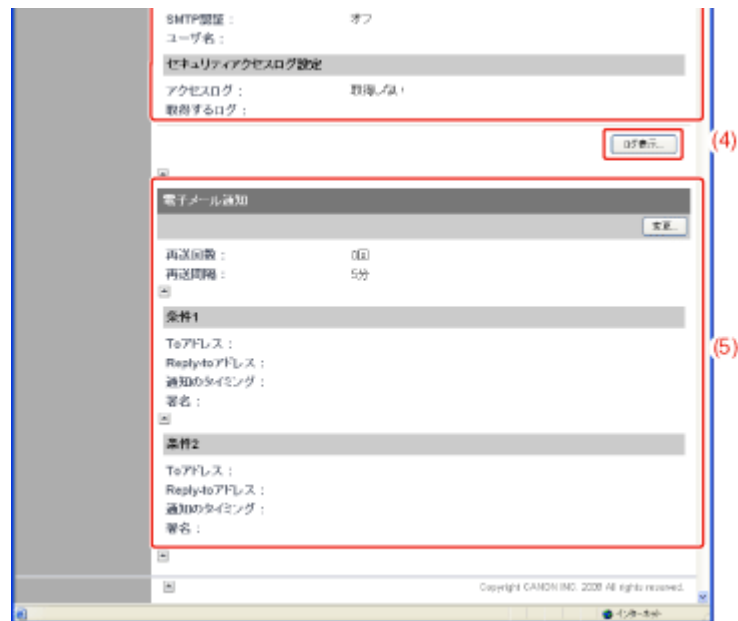 SMTP認証： オフ
ユーザ名：
セキュリティアクセスログ設定
アクセスログ： 取得しない
取得するログ：
ログ表示... (4)
電子メール通知
変更...
再送回数： 0回
再送間隔： 5分
条件1
Toアドレス：
Reply-toアドレス： (5)
通知のタイミング：
署名：
条件2
Toアドレス：
Reply-toアドレス：
通知のタイミング：
署名：
Copyright CANON INC. 2008 All rights reserved.
インターネット